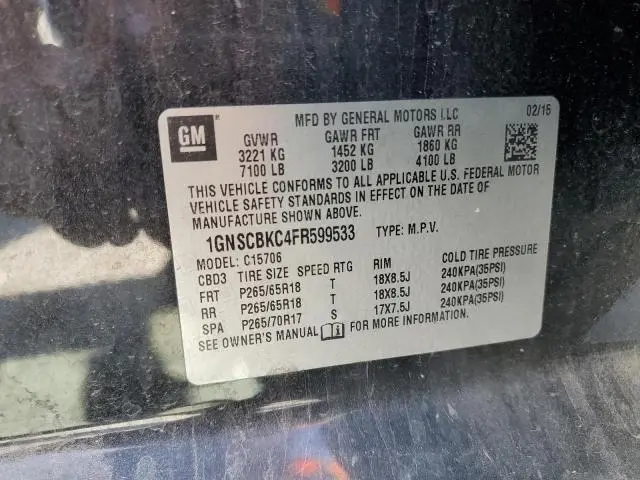 MFD BY GENERAL MOTORS LLC 02/15
GM
GVWR GAWR FRT GAWR RR
3221 KG 1452 KG 1860 KG
7100 LB 3200 LB 4100 LB
THIS VEHICLE CONFORMS TO ALL APPLICABLE U.S. FEDERAL MOTOR
VEHICLE SAFETY STANDARDS IN EFFECT ON THE DATE OF
MANUFACTURE SHOWN ABOVE.
1GNSCBKC4FR599533 TYPE: M.P.V.
MODEL: C15706
CBD3 TIRE SIZE SPEED RTG RIM COLD TIRE PRESSURE
FRT P265/65R18 T 18X8.5J 240KPA(35PSI)
RR P265/65R18 T 18X8.5J 240KPA(35PSI)
SPA P265/70R17 S 17X7.5J 240KPA(35PSI)
SEE OWNER'S MANUAL FOR MORE INFORMATION.